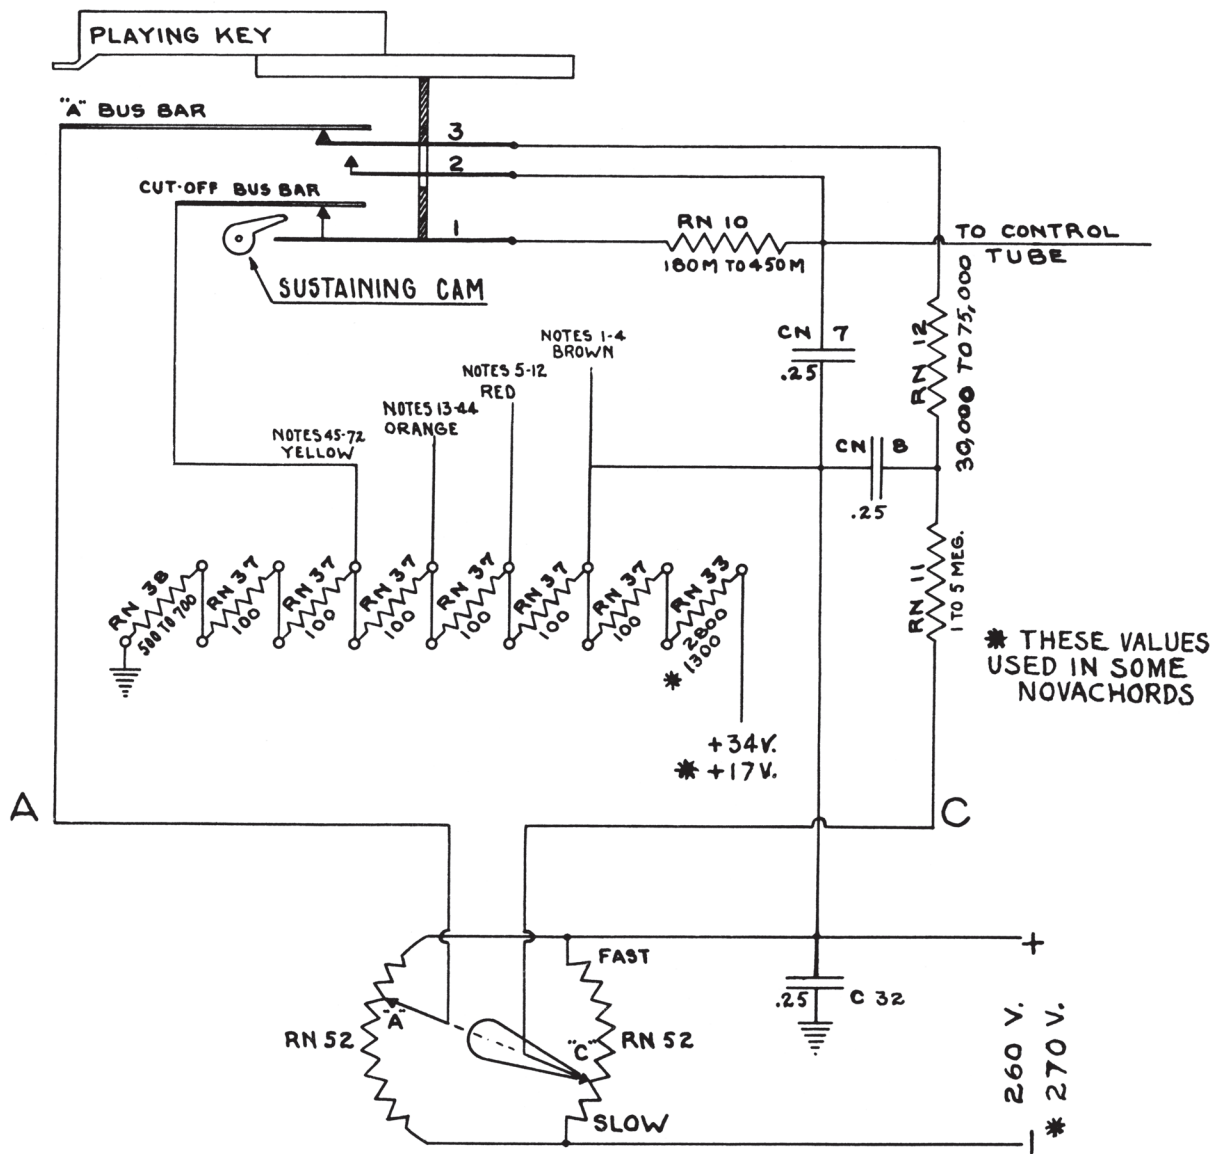 PLAYING KEY
"A" BUS BAR
3
2
CUT-OFF BUS BAR
1
RN 10
180M TO 450M
TO CONTROL
TUBE
SUSTAINING CAM
CN 7
.25
RN 12
30,000 TO 75,000
NOTES 1-4
BROWN
NOTES 5-12
RED
NOTES 13-44
ORANGE
NOTES 45-72
YELLOW
CN 8
.25
RN 38
500 TO 700
RN 37
100
RN 37
100
RN 37
100
RN 37
100
RN 37
100
RN 37
100
RN 33
2800
* 1300
RN 11
1 TO 5 MEG.
* THESE VALUES
USED IN SOME
NOVACHORDS
+34V.
* +17V.
A
C
+
FAST
.25
C 32
"A"
RN 52
"C"
RN 52
260 V.
* 270 V.
SLOW
-